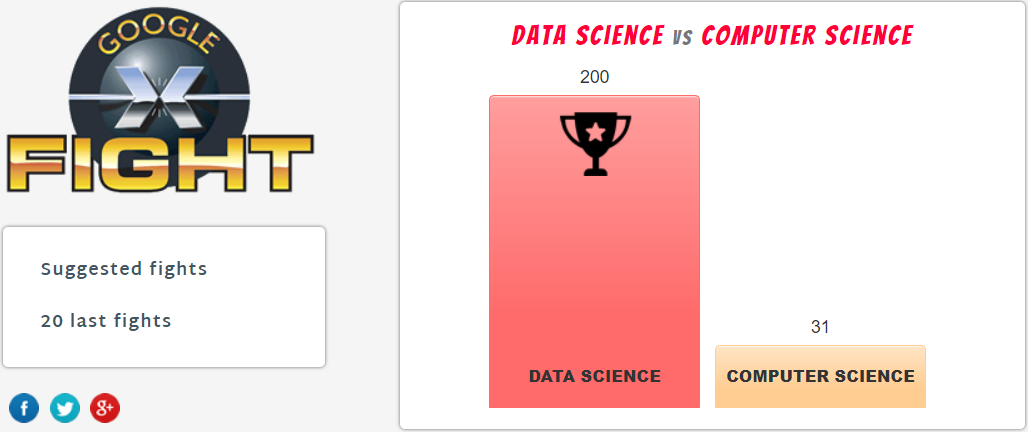 GOOGLE
X
FIGHT
Suggested fights
20 last fights
f
g+
DATA SCIENCE vs COMPUTER SCIENCE
200
31
DATA SCIENCE
COMPUTER SCIENCE